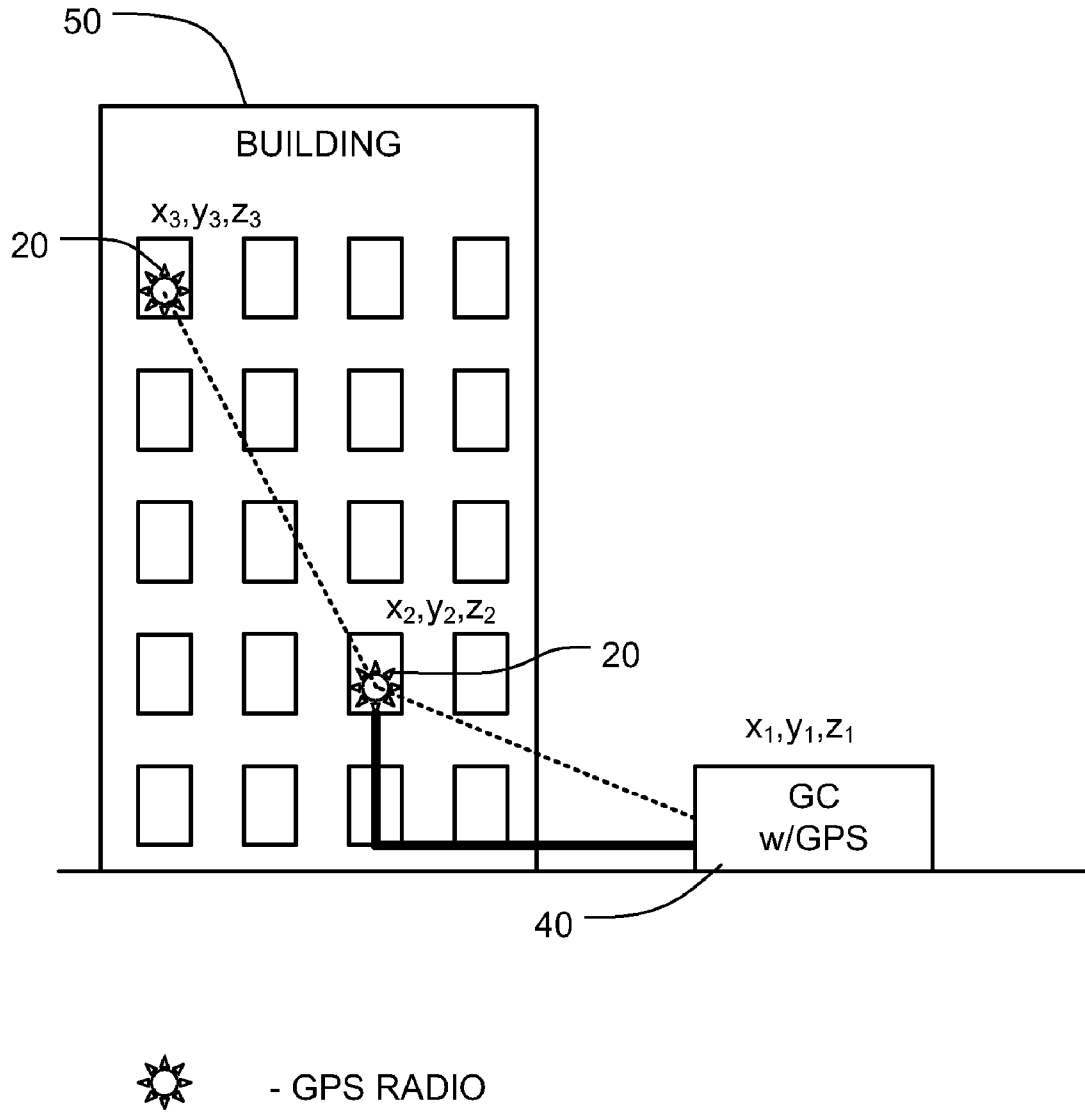 50
BUILDING
x₃,y₃,z₃
20
x₂,y₂,z₂
20
x₁,y₁,z₁
GC
w/GPS
40
- GPS RADIO